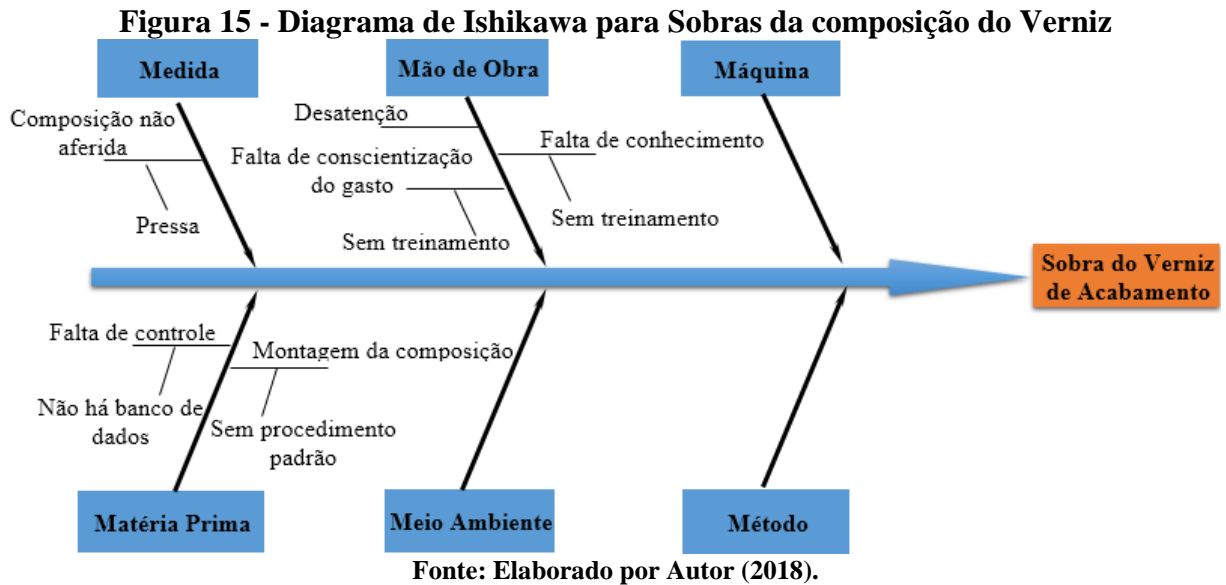 Figura 15 - Diagrama de Ishikawa para Sobras da composição do Verniz
Medida
Mão de Obra
Máquina
Composição não
aferida
Pressa
Desatenção
Falta de conscientização
do gasto
Sem treinamento
Falta de conhecimento
Sem treinamento
Sobra do Verniz
de Acabamento
Falta de controle
Não há banco de
dados
Montagem da composição
Sem procedimento
padrão
Matéria Prima
Meio Ambiente
Método
Fonte: Elaborado por Autor (2018).